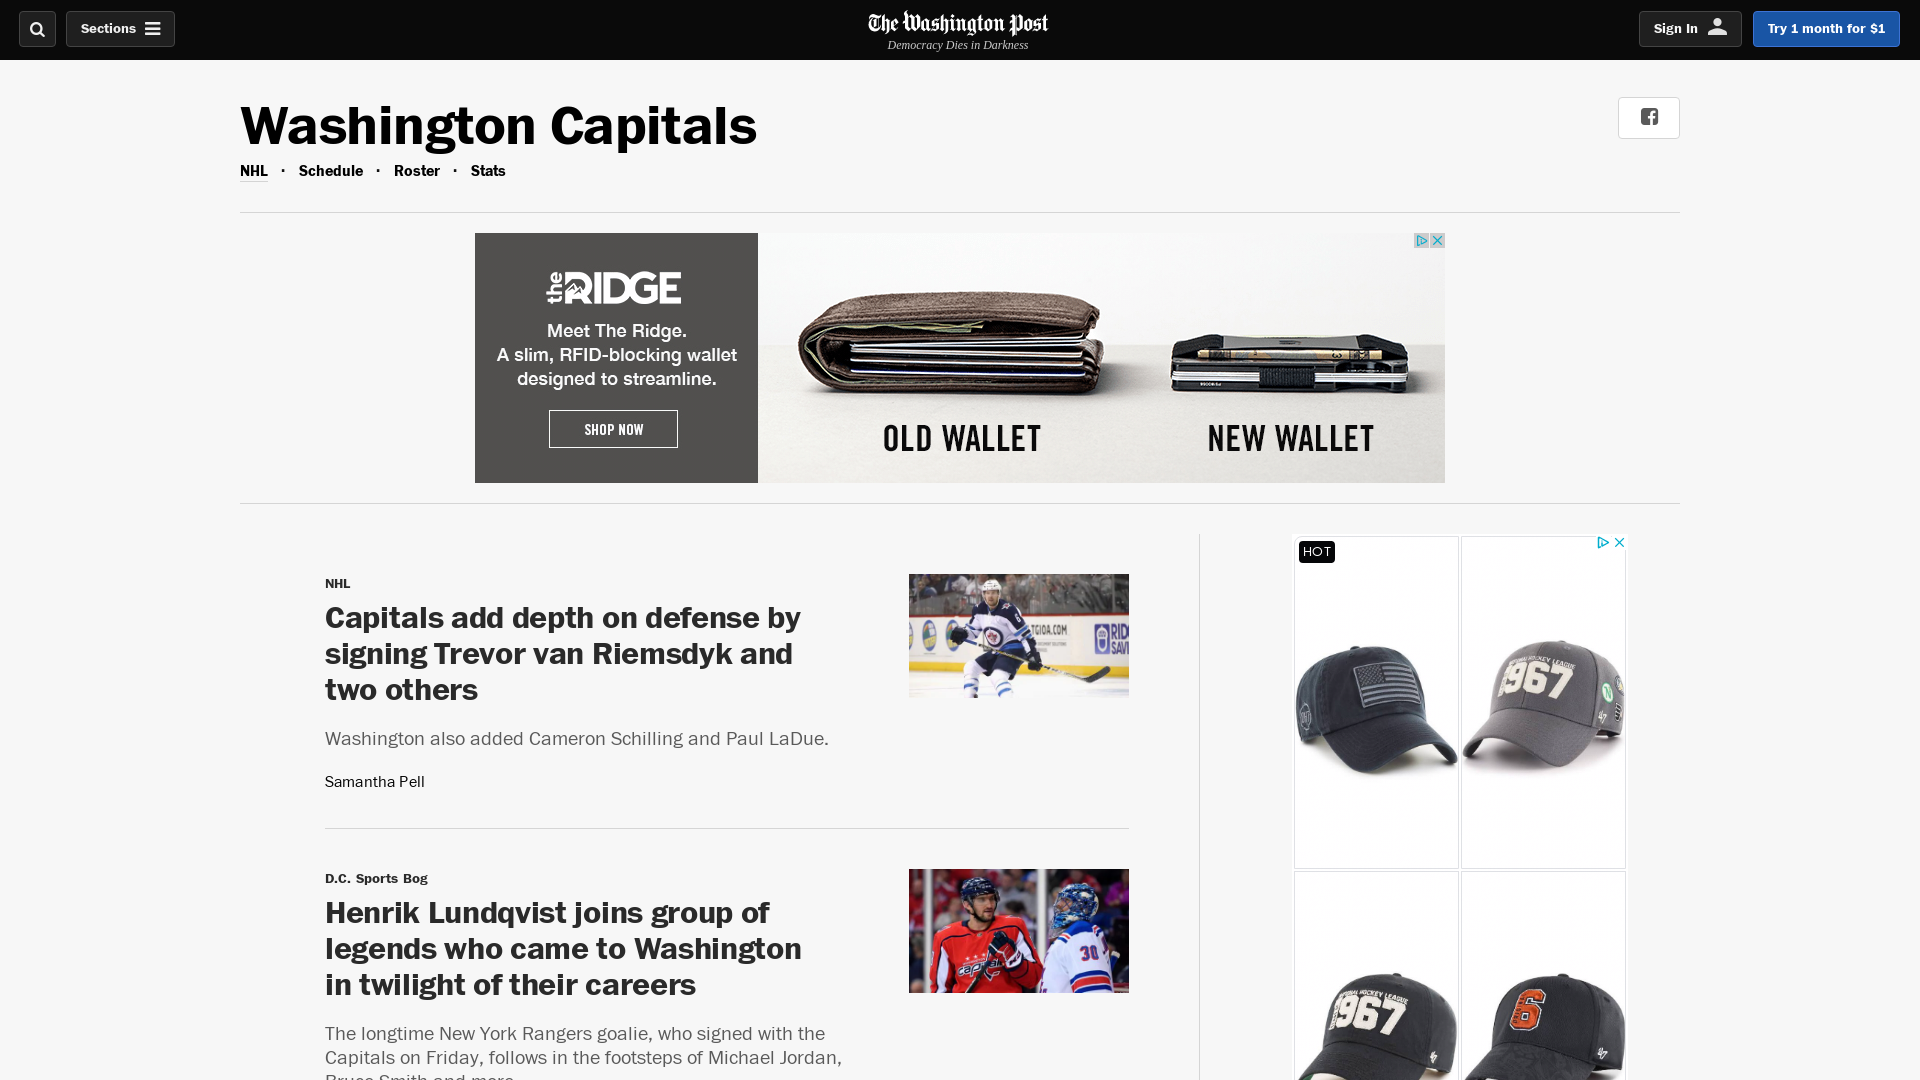 Sections
The Washington Post
Democracy Dies in Darkness
Sign In
Try 1 month for $1
Washington Capitals
NHL · Schedule · Roster · Stats
the RIDGE
Meet The Ridge.
A slim, RFID-blocking wallet
designed to streamline.
SHOP NOW
OLD WALLET
NEW WALLET
HOT
NHL
Capitals add depth on defense by
signing Trevor van Riemsdyk and
two others
Washington also added Cameron Schilling and Paul LaDue.
Samantha Pell
1967
D.C. Sports Bog
Henrik Lundqvist joins group of
legends who came to Washington
in twilight of their careers
The longtime New York Rangers goalie, who signed with the
Capitals on Friday, follows in the footsteps of Michael Jordan,
Bruce Smith and more.
30
1967
6